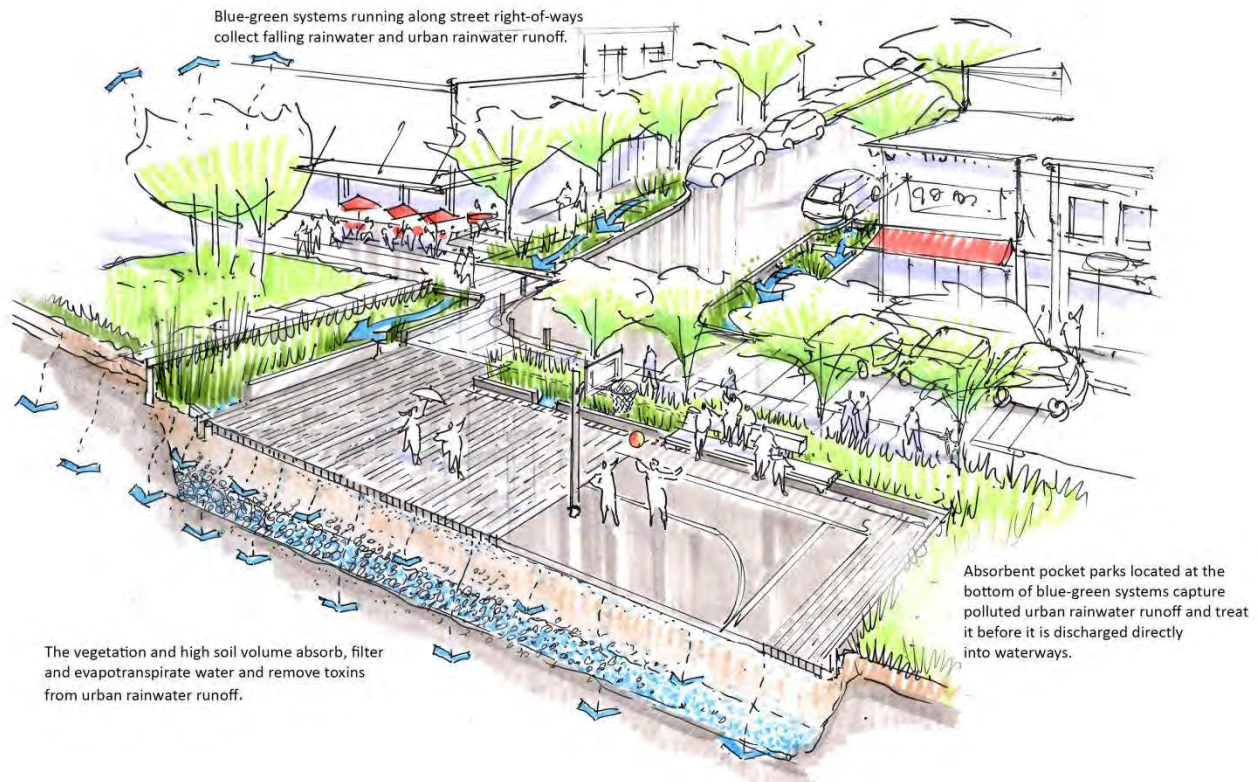 Blue-green systems running along street right-of-ways
collect falling rainwater and urban rainwater runoff.
Absorbent pocket parks located at the
bottom of blue-green systems capture
polluted urban rainwater runoff and treat
it before it is discharged directly
into waterways.
The vegetation and high soil volume absorb, filter
and evapotranspirate water and remove toxins
from urban rainwater runoff.